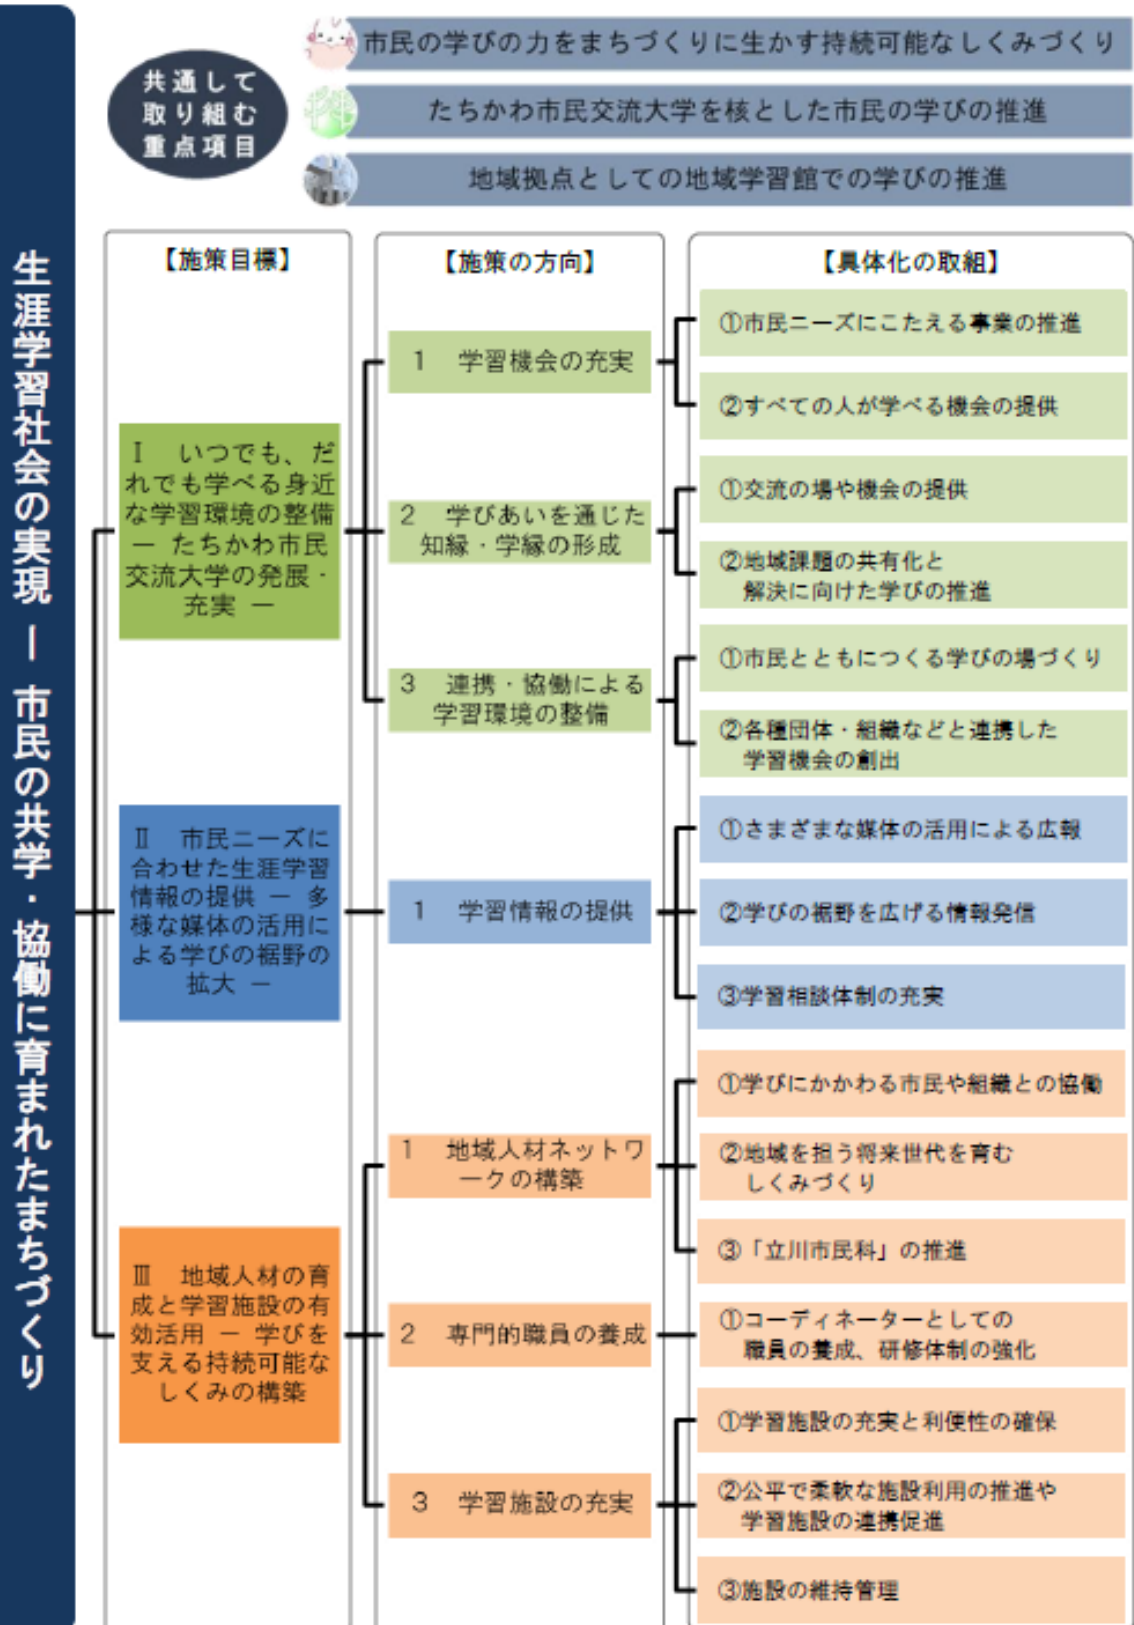 生涯学習社会の実現 ― 市民の共学・協働に育まれたまちづくり
共通して
取り組む
重点項目
市民の学びの力をまちづくりに生かす持続可能なしくみづくり
たちかわ市民交流大学を核とした市民の学びの推進
地域拠点としての地域学習館での学びの推進
【施策目標】
【施策の方向】
【具体化の取組】
Ⅰ いつでも、だ
れでも学べる身近
な学習環境の整備
― たちかわ市民
交流大学の発展・
充実 ―
1 学習機会の充実
①市民ニーズにこたえる事業の推進
②すべての人が学べる機会の提供
2 学びあいを通じた
知縁・学縁の形成
①交流の場や機会の提供
②地域課題の共有化と
解決に向けた学びの推進
3 連携・協働による
学習環境の整備
①市民とともにつくる学びの場づくり
②各種団体・組織などと連携した
学習機会の創出
Ⅱ 市民ニーズに
合わせた生涯学習
情報の提供 ― 多
様な媒体の活用に
よる学びの裾野の
拡大 ―
1 学習情報の提供
①さまざまな媒体の活用による広報
②学びの裾野を広げる情報発信
③学習相談体制の充実
Ⅲ 地域人材の育
成と学習施設の有
効活用 ― 学びを
支える持続可能な
しくみの構築
1 地域人材ネットワ
ークの構築
①学びにかかわる市民や組織との協働
②地域を担う将来世代を育む
しくみづくり
③「立川市民科」の推進
2 専門的職員の養成
①コーディネーターとしての
職員の養成、研修体制の強化
3 学習施設の充実
①学習施設の充実と利便性の確保
②公平で柔軟な施設利用の推進や
学習施設の連携促進
③施設の維持管理